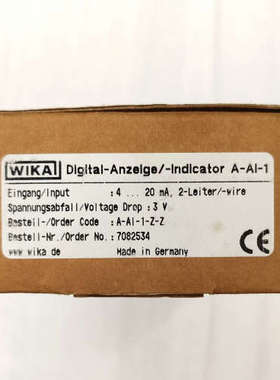 WIKA Digital-Anzeige/-Indicator A-AI-1
Eingang/Input : 4 ... 20 mA, 2-Leiter/-wire
Spannungsabfall/Voltage Drop : 3 V
Bestell-/Order Code : A-AI-1-Z-Z
Bestell-Nr./Order No.: 7082534
www.wika.de Made in Germany CE